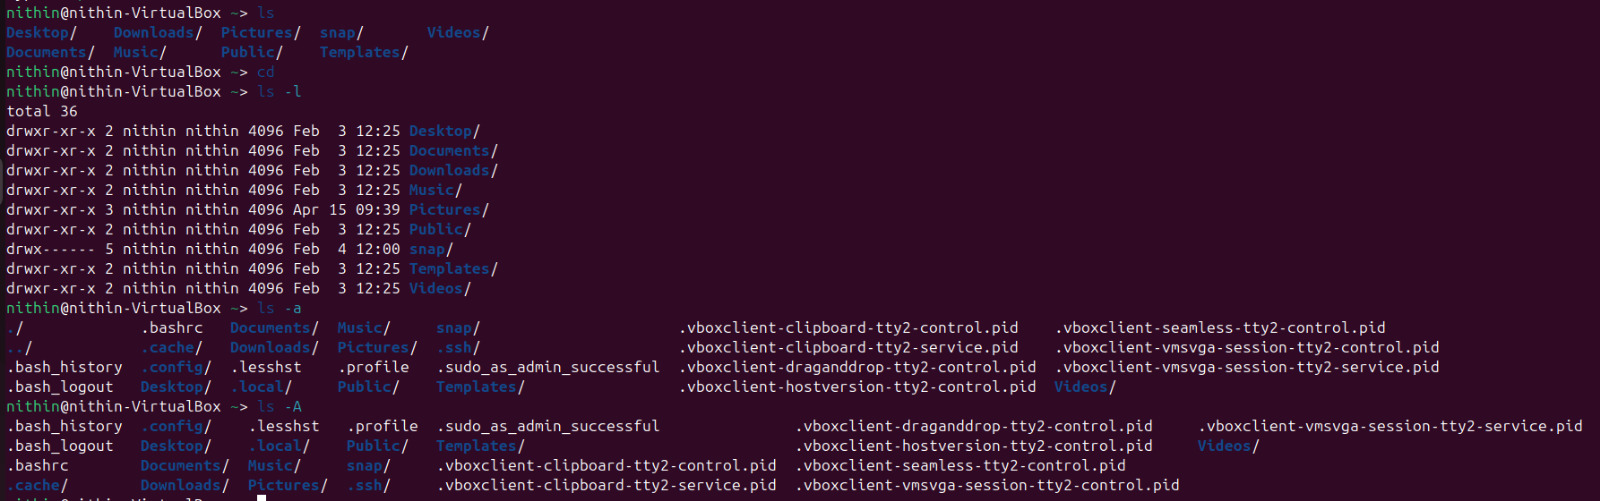 nithin@nithin-VirtualBox ~> ls
Desktop/    Downloads/  Pictures/  snap/       Videos/
Documents/  Music/      Public/    Templates/
nithin@nithin-VirtualBox ~> cd
nithin@nithin-VirtualBox ~> ls -l
total 36
drwxr-xr-x 2 nithin nithin 4096 Feb  3 12:25 Desktop/
drwxr-xr-x 2 nithin nithin 4096 Feb  3 12:25 Documents/
drwxr-xr-x 2 nithin nithin 4096 Feb  3 12:25 Downloads/
drwxr-xr-x 2 nithin nithin 4096 Feb  3 12:25 Music/
drwxr-xr-x 3 nithin nithin 4096 Apr 15 09:39 Pictures/
drwxr-xr-x 2 nithin nithin 4096 Feb  3 12:25 Public/
drwx------ 5 nithin nithin 4096 Feb  4 12:00 snap/
drwxr-xr-x 2 nithin nithin 4096 Feb  3 12:25 Templates/
drwxr-xr-x 2 nithin nithin 4096 Feb  3 12:25 Videos/
nithin@nithin-VirtualBox ~> ls -a
./             .bashrc   Documents/  Music/     snap/                      .vboxclient-clipboard-tty2-control.pid    .vboxclient-seamless-tty2-control.pid
../            .cache/   Downloads/  Pictures/  .ssh/                      .vboxclient-clipboard-tty2-service.pid    .vboxclient-vmsvga-session-tty2-control.pid
.bash_history  .config/  .lesshst    .profile   .sudo_as_admin_successful  .vboxclient-draganddrop-tty2-control.pid  .vboxclient-vmsvga-session-tty2-service.pid
.bash_logout   Desktop/  .local/     Public/    Templates/                 .vboxclient-hostversion-tty2-control.pid  Videos/
nithin@nithin-VirtualBox ~> ls -A
.bash_history  .config/    .lesshst   .profile  .sudo_as_admin_successful               .vboxclient-draganddrop-tty2-control.pid     .vboxclient-vmsvga-session-tty2-service.pid
.bash_logout   Desktop/    .local/    Public/   Templates/                              .vboxclient-hostversion-tty2-control.pid     Videos/
.bashrc        Documents/  Music/     snap/     .vboxclient-clipboard-tty2-control.pid  .vboxclient-seamless-tty2-control.pid
.cache/        Downloads/  Pictures/  .ssh/     .vboxclient-clipboard-tty2-service.pid  .vboxclient-vmsvga-session-tty2-control.pid